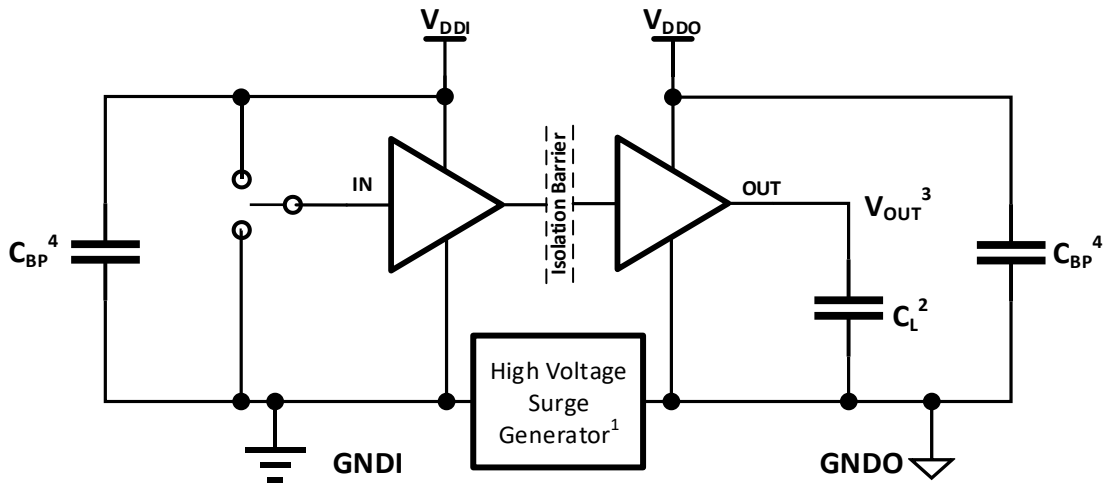 VDDI
VDDO
IN
Isolation Barrier
OUT
VOUT3
CBP4
CBP4
CL2
High Voltage
Surge
Generator1
GNDI
GNDO